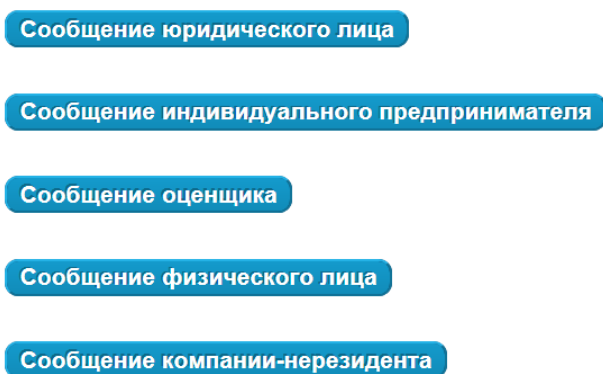 Сообщение юридического лица
Сообщение индивидуального предпринимателя
Сообщение оценщика
Сообщение физического лица
Сообщение компании-нерезидента